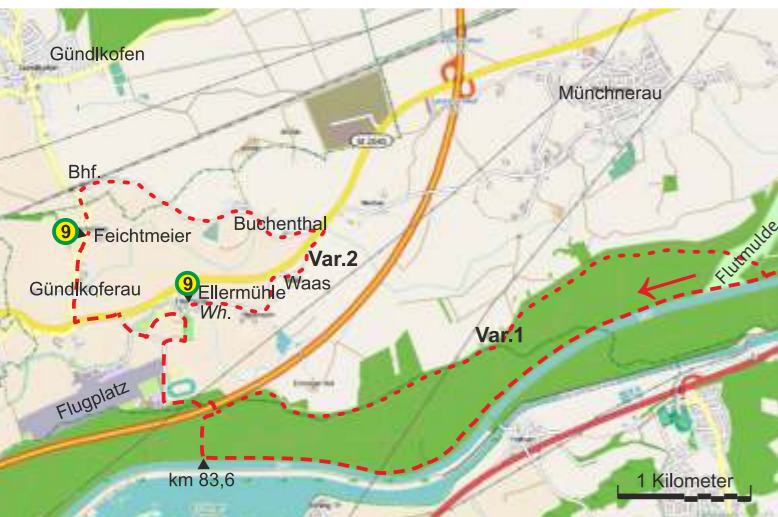 Gündlkofen
Münchnerau
Bhf.
9
Feichtmeier
Buchenthal
Flutmulde
Var.2
Gündlkoferau
9
Ellermühle
Waas
Wh.
Var.1
Flugplatz
km 83,6
1 Kilometer